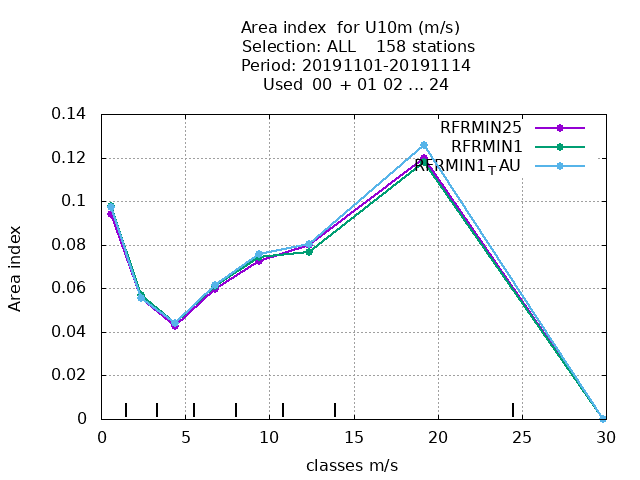 Area index for U10m (m/s)
Selection: ALL 158 stations
Period: 20191101-20191114
Used 00 + 01 02 ... 24
0.14
0.12
0.1
0.08
0.06
0.04
0.02
0
Area index
RFRMIN25
RFRMIN1
RFRMIN1TAU
0 5 10 15 20 25 30
classes m/s